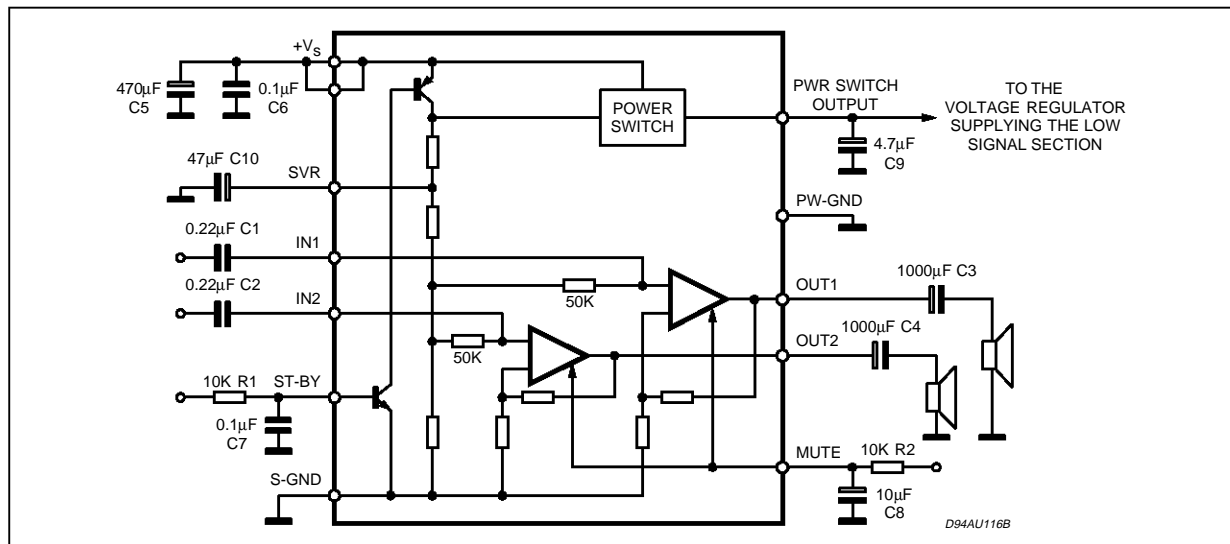 +VS
470µF
C5
0.1µF
C6
POWER
SWITCH
PWR SWITCH
OUTPUT
TO THE
VOLTAGE REGULATOR
SUPPLYING THE LOW
SIGNAL SECTION
4.7µF
C9
47µF C10
SVR
PW-GND
0.22µF C1
IN1
0.22µF C2
IN2
50K
50K
OUT1
1000µF C3
OUT2
1000µF C4
10K R1
ST-BY
0.1µF
C7
MUTE
10K R2
S-GND
10µF
C8
D94AU116B